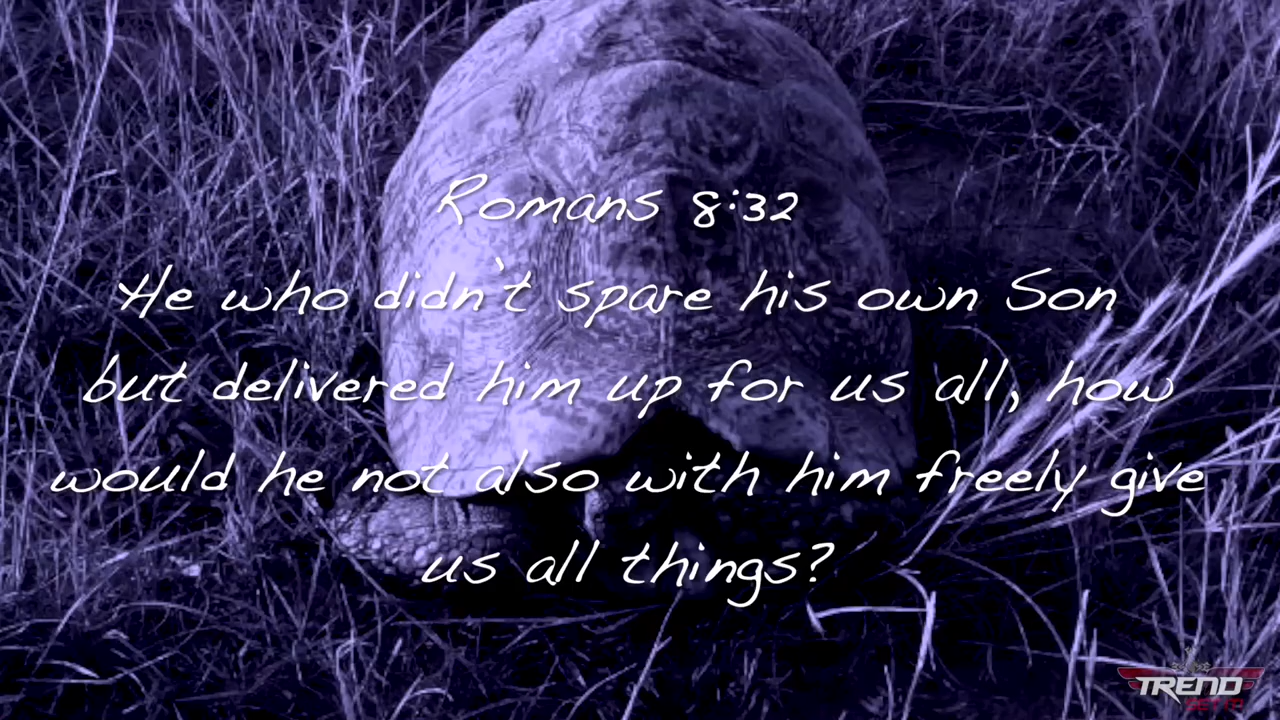 Romans 8:32
He who didn't spare his own Son
but delivered him up for us all, how
would he not also with him freely give
us all things?
TREND